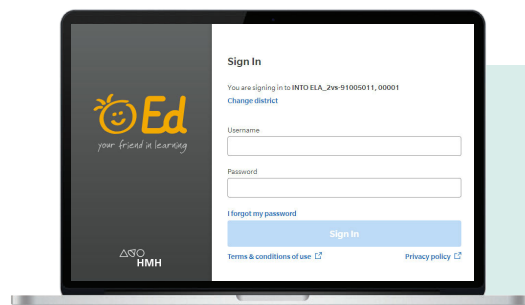 Ed
your friend in learning
HMH
Sign In
You are signing in to INTO ELA_2vs-91005011, 00001
Change district
Username
Password
I forgot my password
Sign In
Terms & conditions of use
Privacy policy